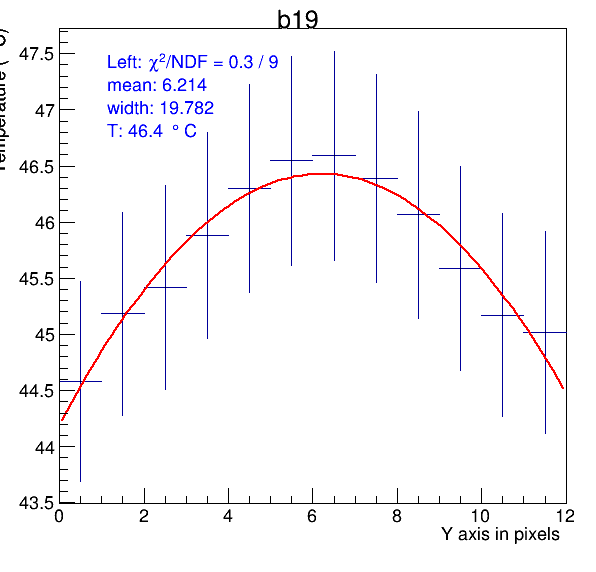 b19
Temperature (°C)
Left: χ²/NDF = 0.3 / 9
mean: 6.214
width: 19.782
T: 46.4 °C
47.5
47
46.5
46
45.5
45
44.5
44
43.5
0 2 4 6 8 10 12
Y axis in pixels